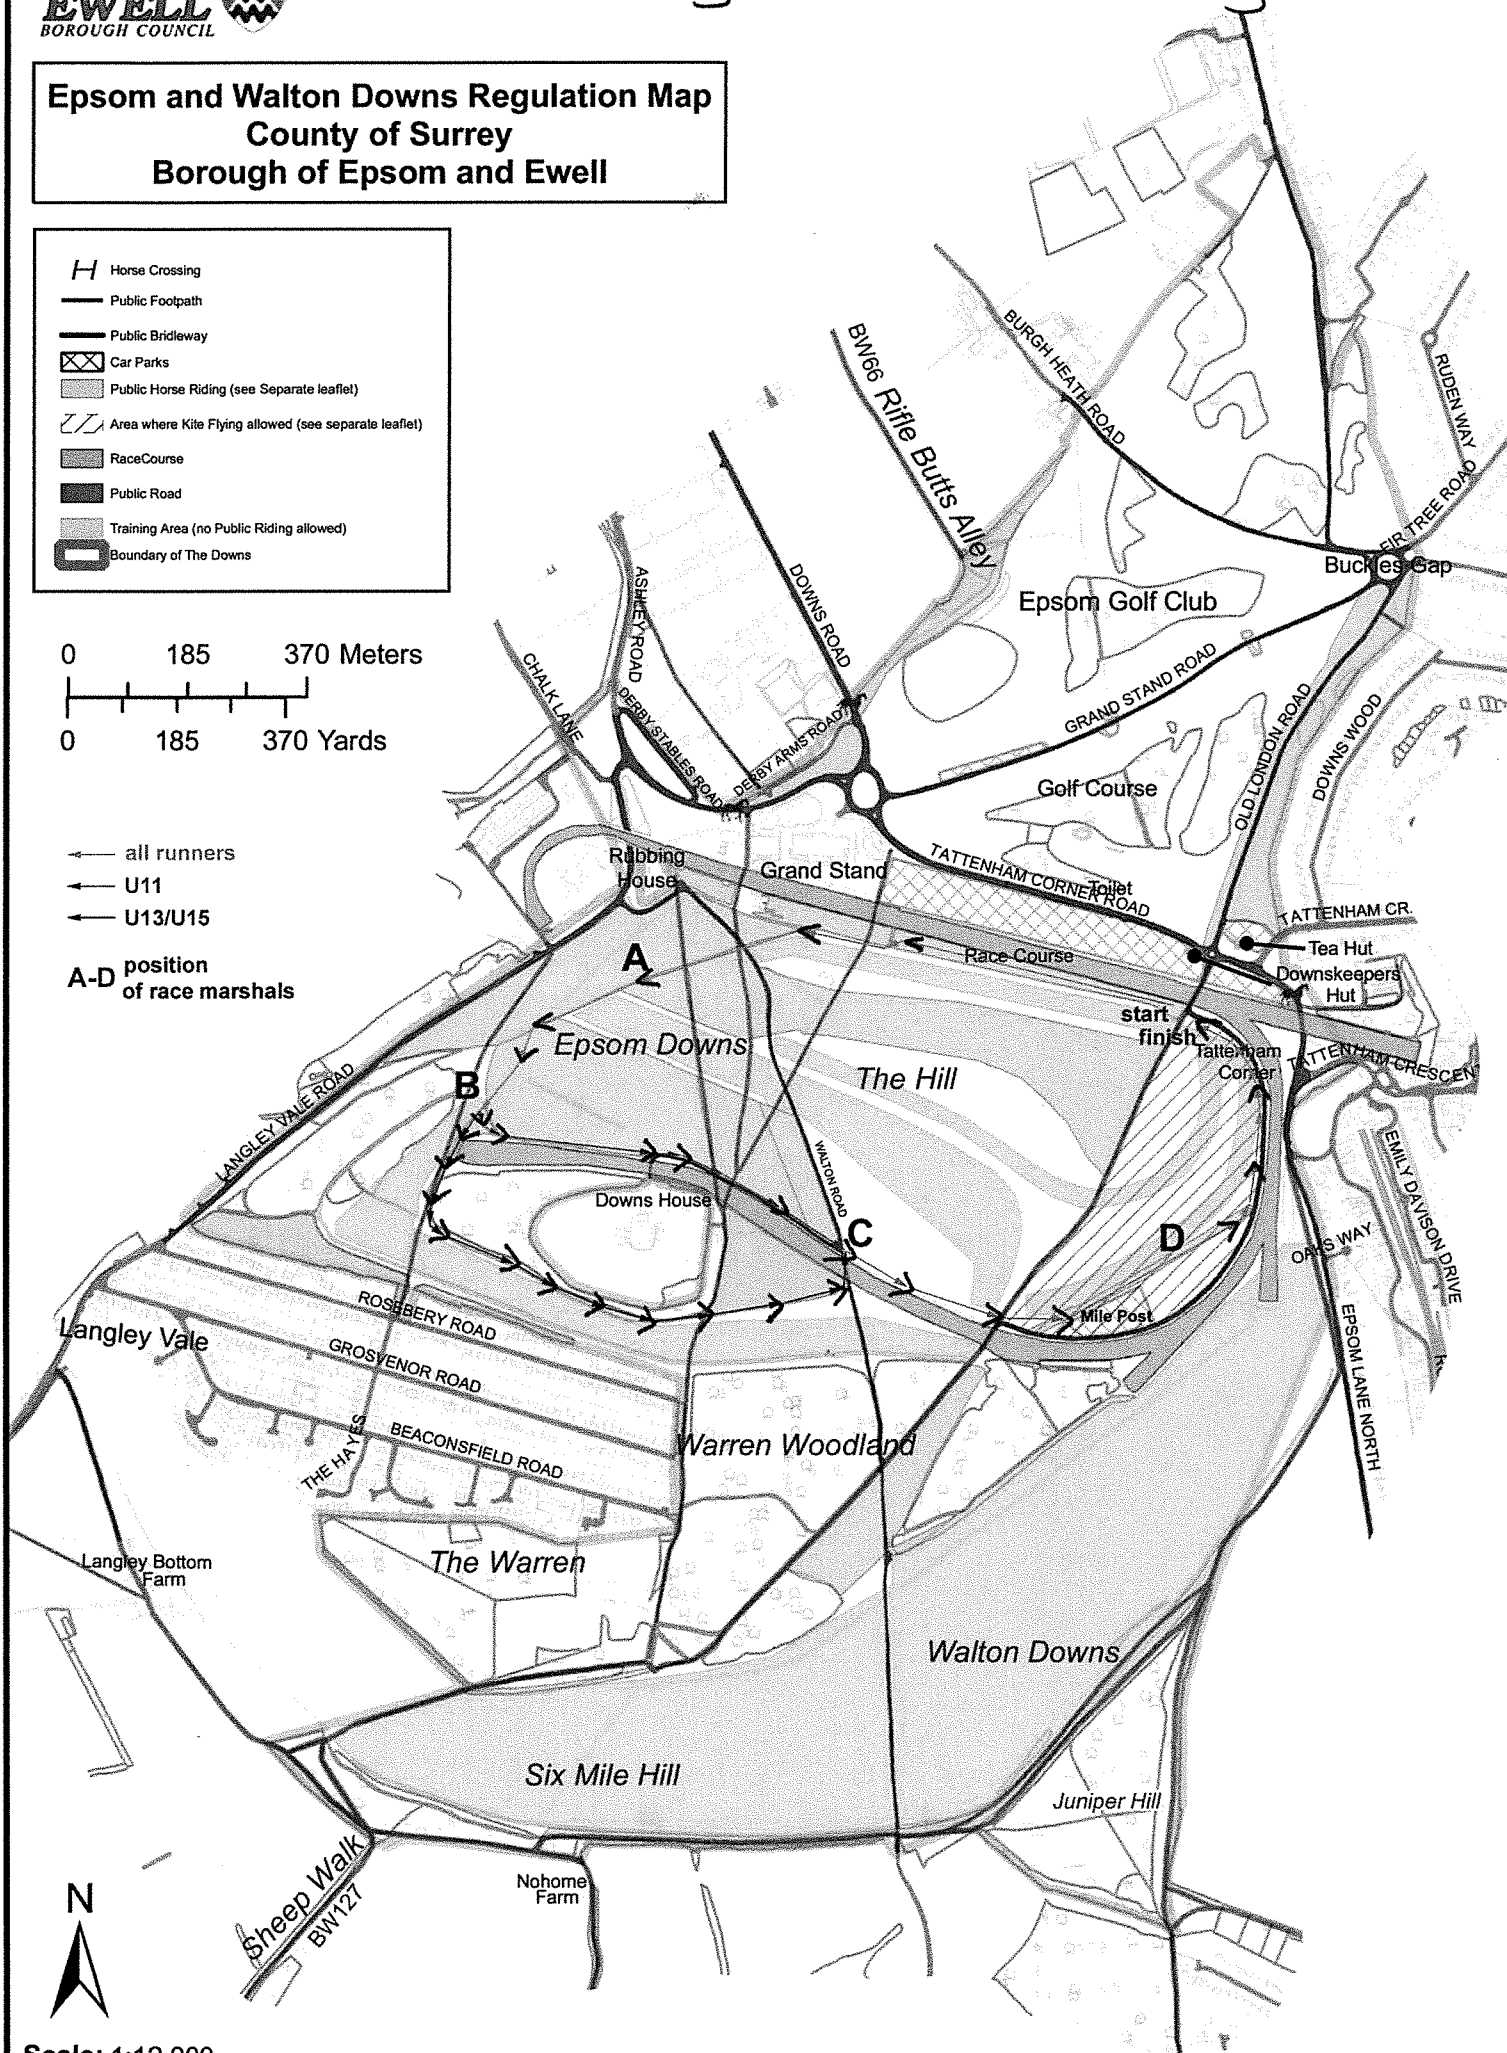 EWELL
BOROUGH COUNCIL
Epsom and Walton Downs Regulation Map
County of Surrey
Borough of Epsom and Ewell
Horse Crossing
Public Footpath
Public Bridleway
Car Parks
Public Horse Riding (see Separate leaflet)
Area where Kite Flying allowed (see separate leaflet)
RaceCourse
Public Road
Training Area (no Public Riding allowed)
Boundary of The Downs
0 185 370 Meters
0 185 370 Yards
all runners
U11
U13/U15
A-D position
of race marshals
BURGH HEATH ROAD
BW66 Rifle Butts Alley
RUDEN WAY
FIR TREE ROAD
Buckles Gap
Epsom Golf Club
ASHLEY ROAD
DOWNS ROAD
CHALK LANE
DERBY STABLES ROAD
DERBY ARMS ROAD
GRAND STAND ROAD
OLD LONDON ROAD
DOWNS WOOD
Golf Course
Rubbing
House
Grand Stand
TATTENHAM CORNER ROAD
Toilet
TATTENHAM CR.
Tea Hut
Downskeepers
Hut
Race Course
A
start
finish
Tattenham
Corner
TATTENHAM CRESCEN
Epsom Downs
The Hill
B
LANGLEY VALE ROAD
WALTON ROAD
Downs House
C
D
EMILY DAVISON DRIVE
OAKS WAY
Mile Post
EPSOM LANE NORTH
Langley Vale
ROSEBERY ROAD
GROSVENOR ROAD
BEACONSFIELD ROAD
THE HAYES
Warren Woodland
Langley Bottom
Farm
The Warren
Walton Downs
Six Mile Hill
Juniper Hill
Sheep Walk
BW127
Nohome
Farm
N
Scale: 1:12,000